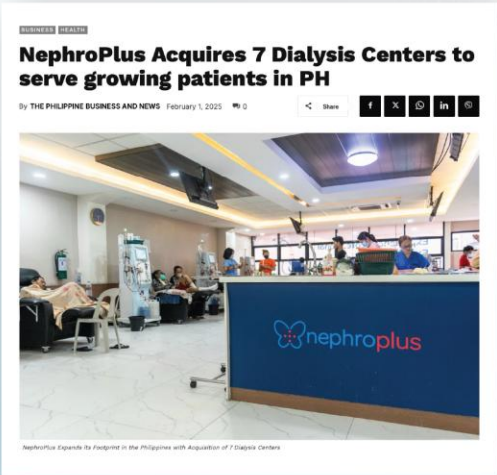 BUSINESS HEALTH
NephroPlus Acquires 7 Dialysis Centers to
serve growing patients in PH
By THE PHILIPPINE BUSINESS AND NEWS February 1, 2025 0
Share
nephroplus
NephroPlus Expands its Footprint in the Philippines with Acquisition of 7 Dialysis Centers